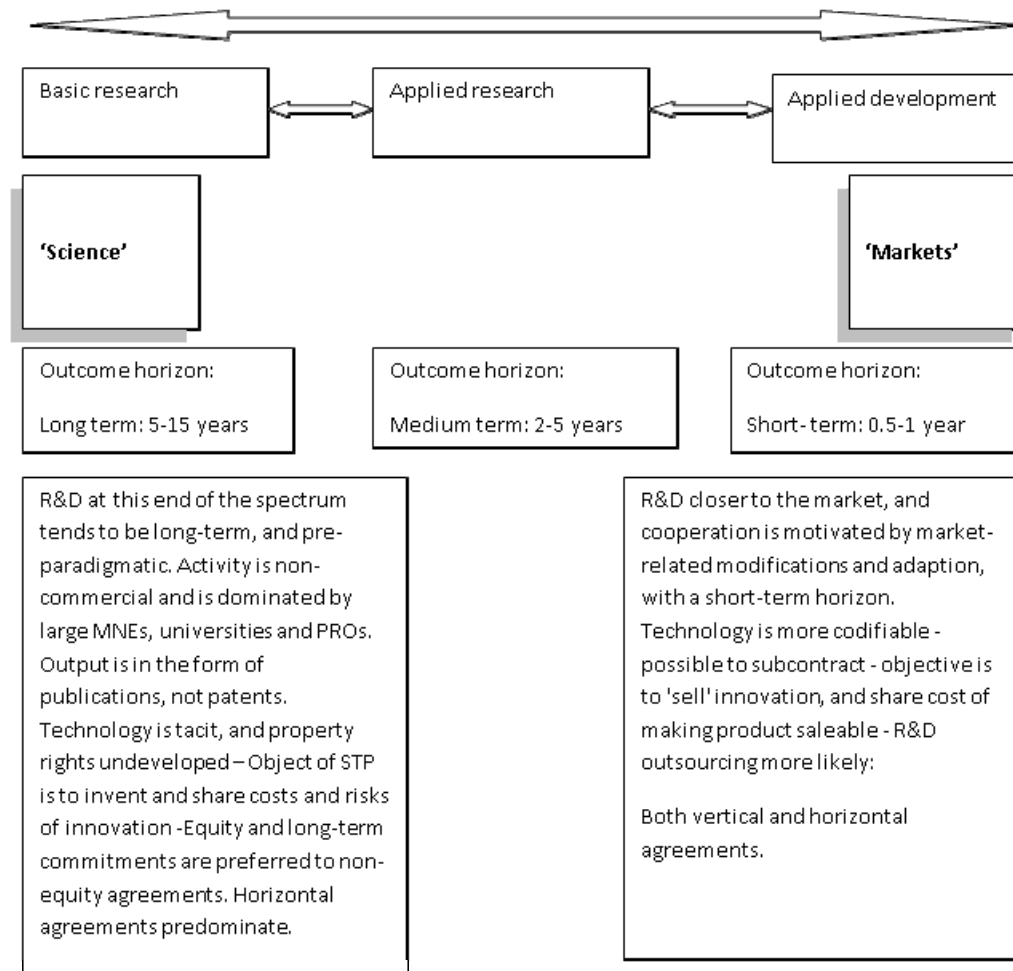 Basic research
Applied research
Applied development
‘Science’
‘Markets’
Outcome horizon:
Long term: 5-15 years
Outcome horizon:
Medium term: 2-5 years
Outcome horizon:
Short- term: 0.5-1 year
R&D at this end of the spectrum
tends to be long-term, and pre-
paradigmatic. Activity is non-
commercial and is dominated by
large MNEs, universities and PROs.
Output is in the form of
publications, not patents.
Technology is tacit, and property
rights undeveloped – Object of STP
is to invent and share costs and risks
of innovation -Equity and long-term
commitments are preferred to non-
equity agreements. Horizontal
agreements predominate.
R&D closer to the market, and
cooperation is motivated by market-
related modifications and adaption,
with a short-term horizon.
Technology is more codifiable -
possible to subcontract - objective is
to 'sell' innovation, and share cost of
making product saleable - R&D
outsourcing more likely:
Both vertical and horizontal
agreements.